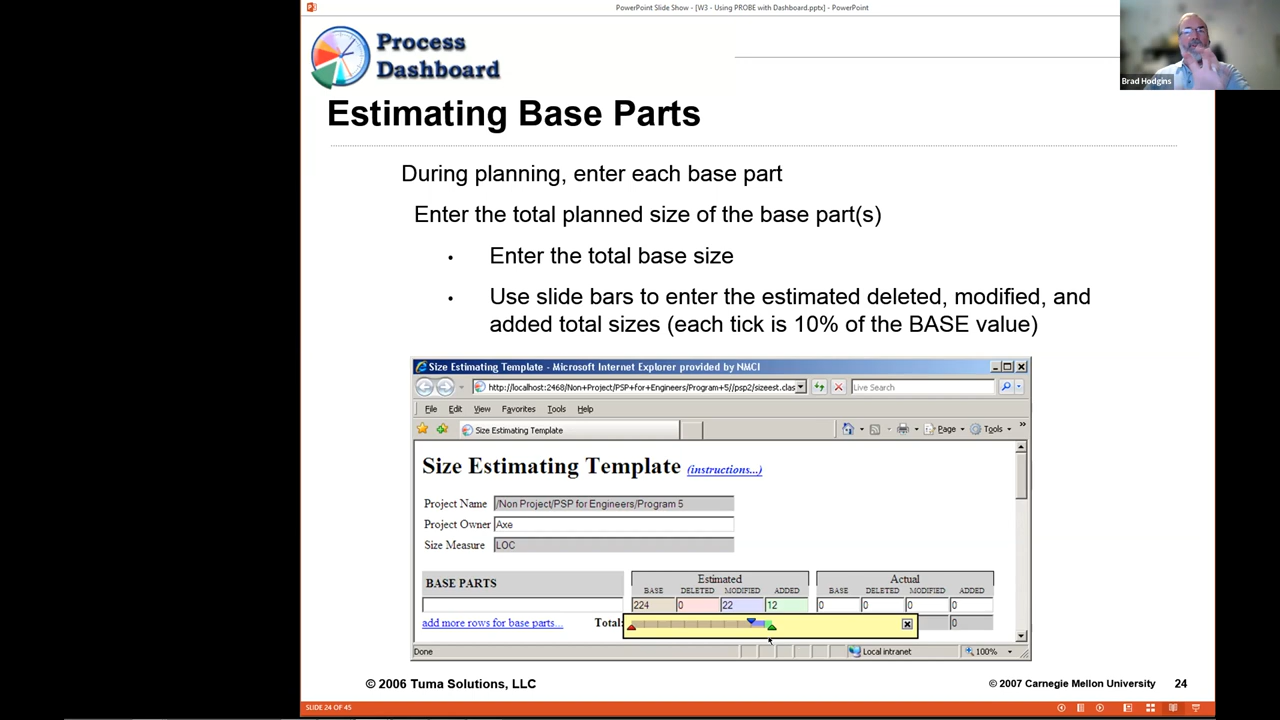 PowerPoint Slide Show - [W3 - Using PROBE with Dashboard.pptx] - PowerPoint
Brad Hodgins
Process
Dashboard
Estimating Base Parts
During planning, enter each base part
Enter the total planned size of the base part(s)
• Enter the total base size
• Use slide bars to enter the estimated deleted, modified, and
added total sizes (each tick is 10% of the BASE value)
Size Estimating Template - Microsoft Internet Explorer provided by NMCI
http://localhost:2468/Non+Project/PSP+for+Engineers/Program+5//psp2/sizeest.clas
Live Search
File Edit View Favorites Tools Help
Size Estimating Template
Page Tools
Size Estimating Template (instructions...)
Project Name /Non Project/PSP for Engineers/Program 5
Project Owner Axe
Size Measure LOC
BASE PARTS Estimated Actual
BASE DELETED MODIFIED ADDED BASE DELETED MODIFIED ADDED
224 0 22 12 0 0 0 0
add more rows for base parts... Total: 0
Done Local intranet 100%
© 2006 Tuma Solutions, LLC
© 2007 Carnegie Mellon University 24
SLIDE 24 OF 45